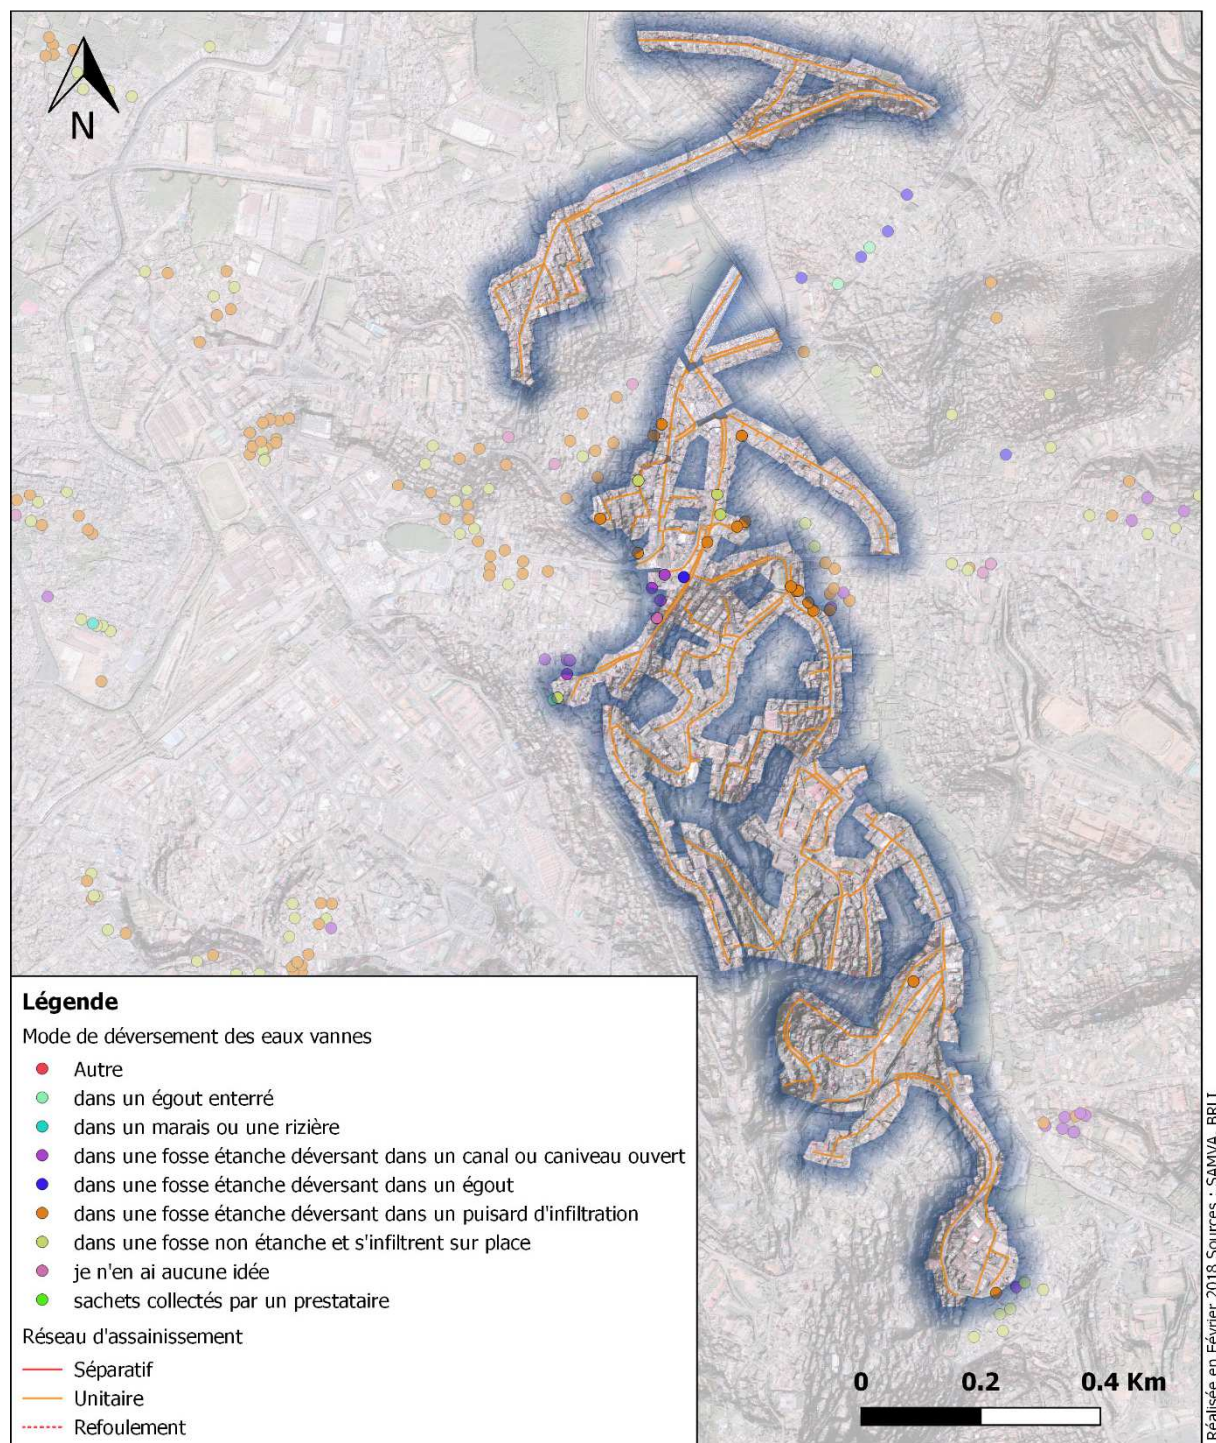 N
Légende
Mode de déversement des eaux vannes
Autre
dans un égout enterré
dans un marais ou une rizière
dans une fosse étanche déversant dans un canal ou caniveau ouvert
dans une fosse étanche déversant dans un égout
dans une fosse étanche déversant dans un puisard d'infiltration
dans une fosse non étanche et s'infiltrent sur place
je n'en ai aucune idée
sachets collectés par un prestataire
Réseau d'assainissement
Séparatif
Unitaire
Refoulement
0 0.2 0.4 Km
Réalisée en Février 2018 Sources : SAMVA, BRLI